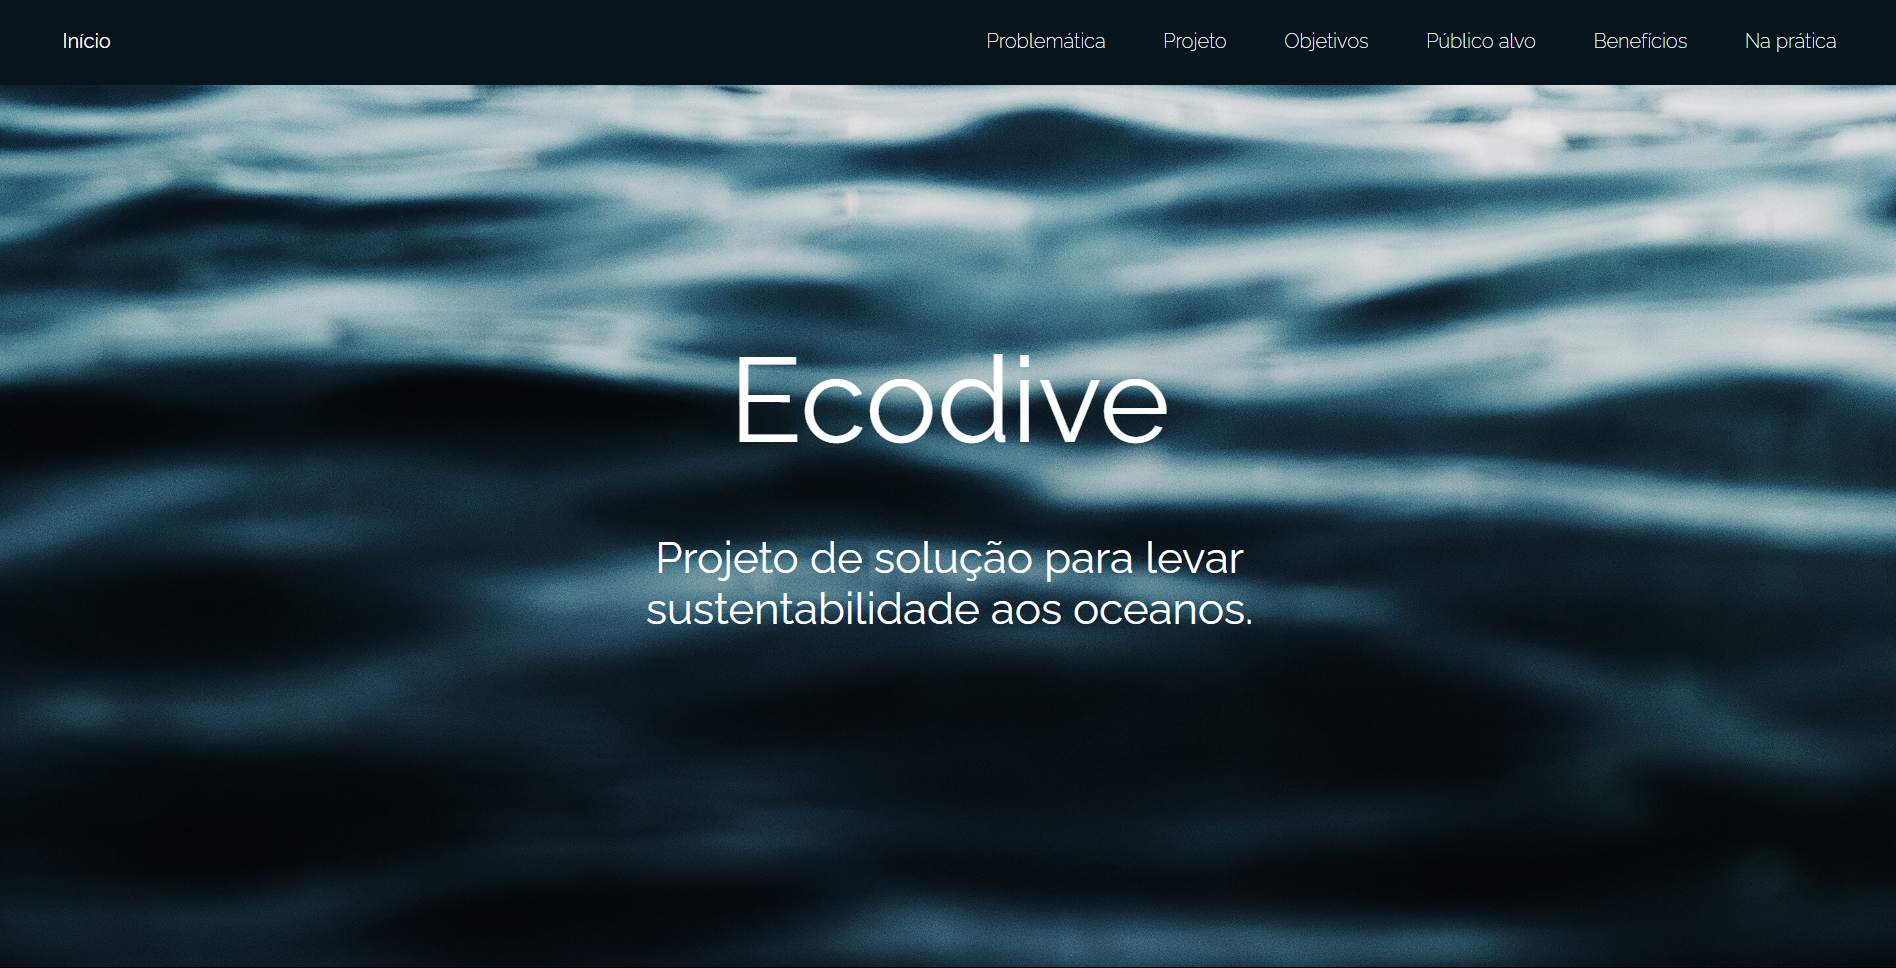 Início
Problemática
Projeto
Objetivos
Público alvo
Benefícios
Na prática
Ecodive
Projeto de solução para levar
sustentabilidade aos oceanos.